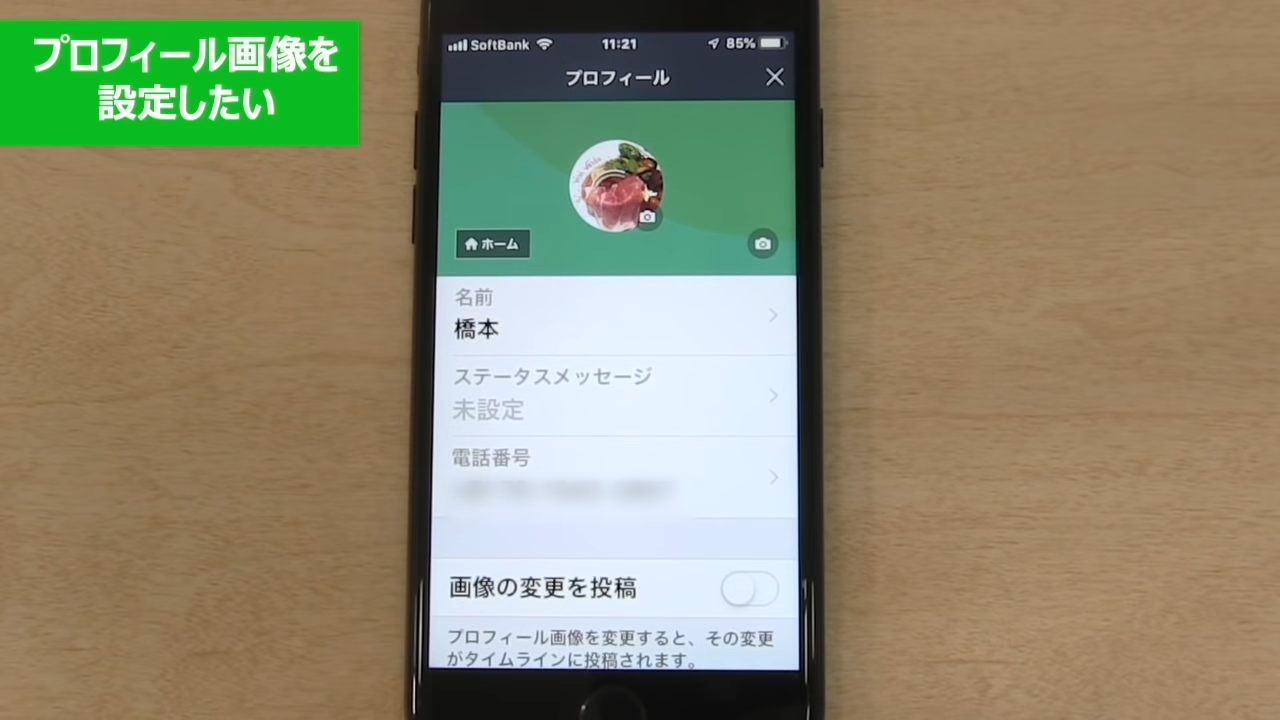 プロフィール画像を
設定したい
SoftBank 11:21 85%
プロフィール
ホーム
名前
橋本
ステータスメッセージ
未設定
電話番号
画像の変更を投稿
プロフィール画像を変更すると、その変更
がタイムラインに投稿されます。